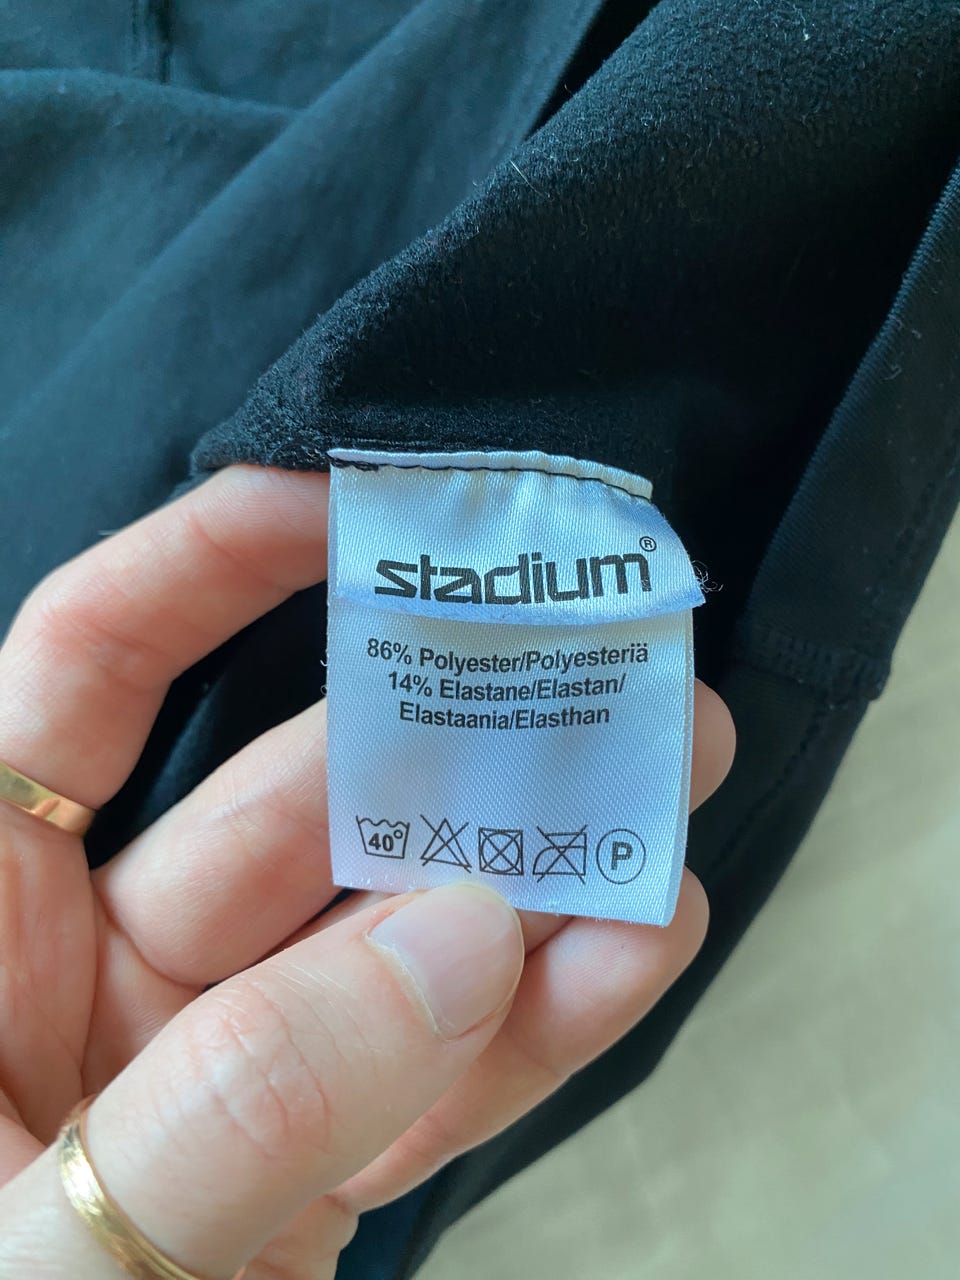 stadium®
86% Polyester/Polyesteriä
14% Elastane/Elastan/
Elastaania/Elasthan
40° P